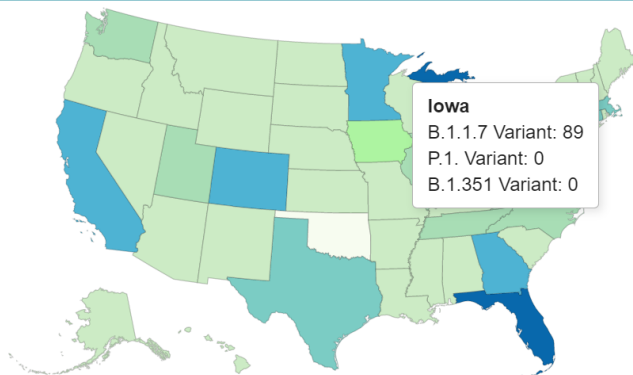 Iowa
B.1.1.7 Variant: 89
P.1. Variant: 0
B.1.351 Variant: 0